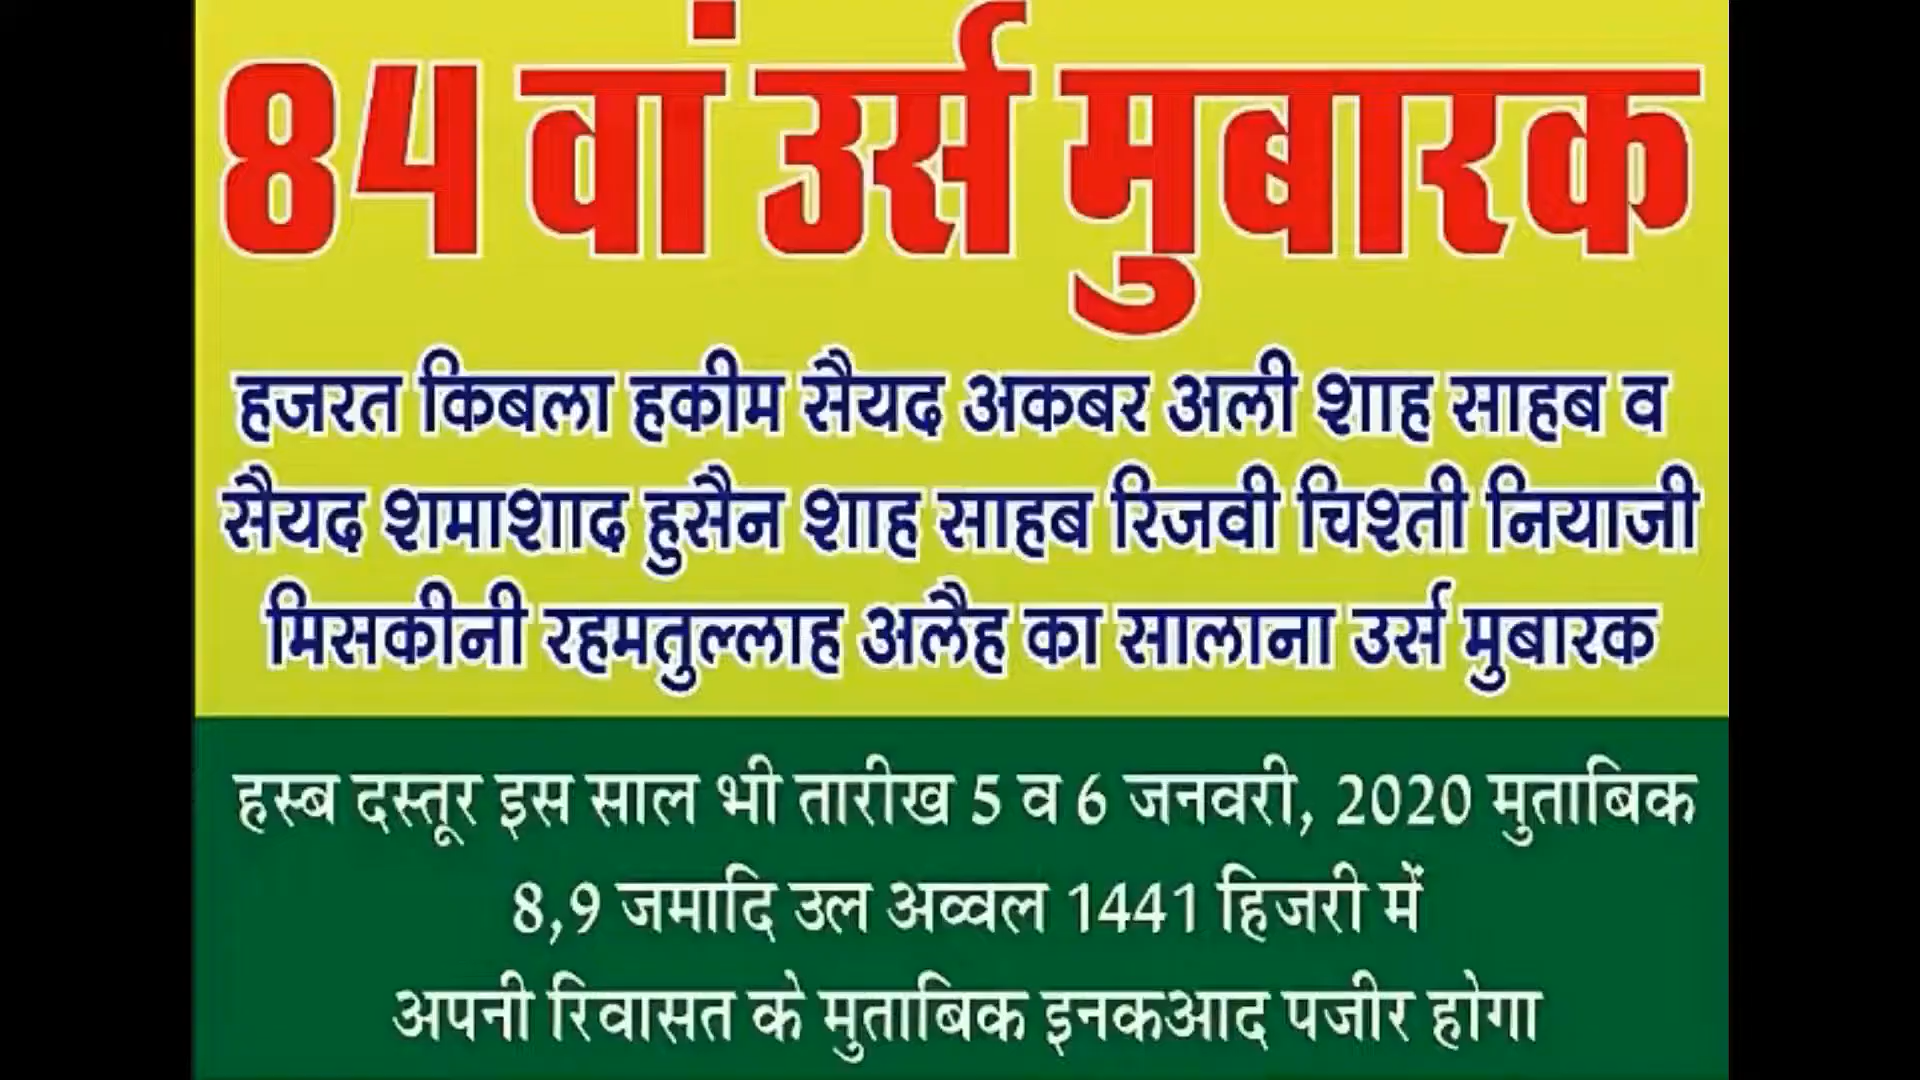 84 वां उर्स मुबारक
हजरत किबला हकीम सैयद अकबर अली शाह साहब व
सैयद शमाशाद हुसैन शाह साहब रिजवी चिश्ती नियाजी
मिसकीनी रहमतुल्लाह अलैह का सालाना उर्स मुबारक
हस्ब दस्तूर इस साल भी तारीख 5 व 6 जनवरी, 2020 मुताबिक
8,9 जमादि उल अव्वल 1441 हिजरी में
अपनी रिवासत के मुताबिक इनकआद पजीर होगा